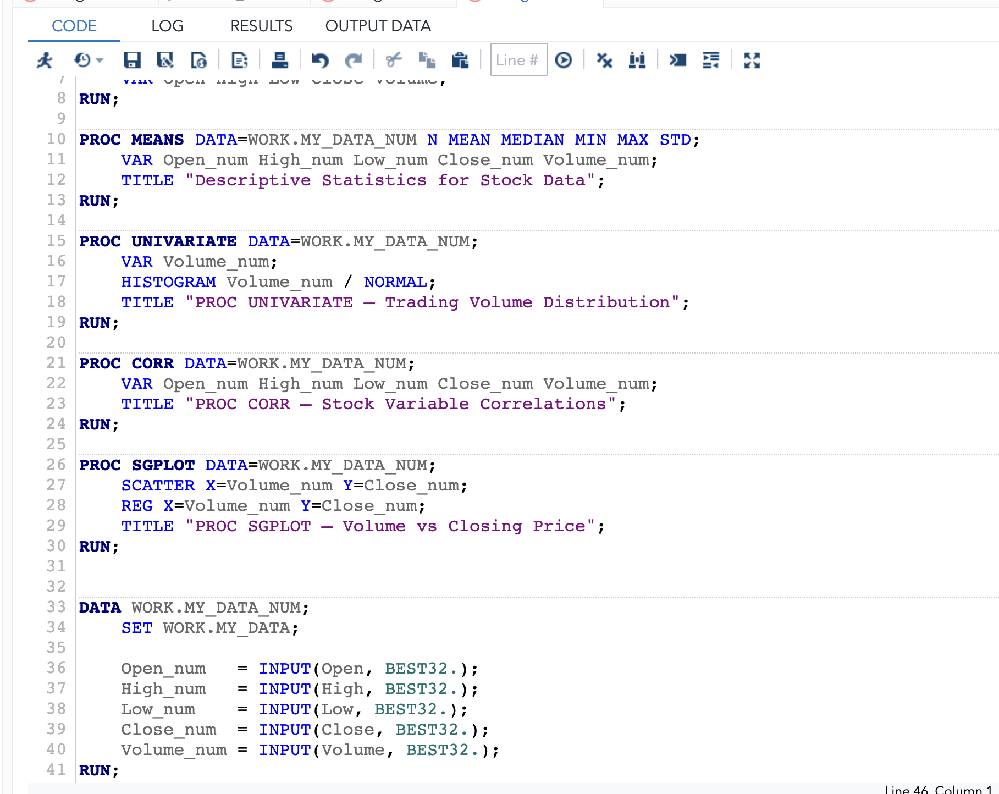 CODE LOG RESULTS OUTPUT DATA
Line #
7 VAR Open High Low Close Volume;
8 RUN;
9
10 PROC MEANS DATA=WORK.MY_DATA_NUM N MEAN MEDIAN MIN MAX STD;
11 VAR Open_num High_num Low_num Close_num Volume_num;
12 TITLE "Descriptive Statistics for Stock Data";
13 RUN;
14
15 PROC UNIVARIATE DATA=WORK.MY_DATA_NUM;
16 VAR Volume_num;
17 HISTOGRAM Volume_num / NORMAL;
18 TITLE "PROC UNIVARIATE – Trading Volume Distribution";
19 RUN;
20
21 PROC CORR DATA=WORK.MY_DATA_NUM;
22 VAR Open_num High_num Low_num Close_num Volume_num;
23 TITLE "PROC CORR – Stock Variable Correlations";
24 RUN;
25
26 PROC SGPLOT DATA=WORK.MY_DATA_NUM;
27 SCATTER X=Volume_num Y=Close_num;
28 REG X=Volume_num Y=Close_num;
29 TITLE "PROC SGPLOT – Volume vs Closing Price";
30 RUN;
31
32
33 DATA WORK.MY_DATA_NUM;
34 SET WORK.MY_DATA;
35
36 Open_num = INPUT(Open, BEST32.);
37 High_num = INPUT(High, BEST32.);
38 Low_num = INPUT(Low, BEST32.);
39 Close_num = INPUT(Close, BEST32.);
40 Volume_num = INPUT(Volume, BEST32.);
41 RUN;
Line 46, Column 1